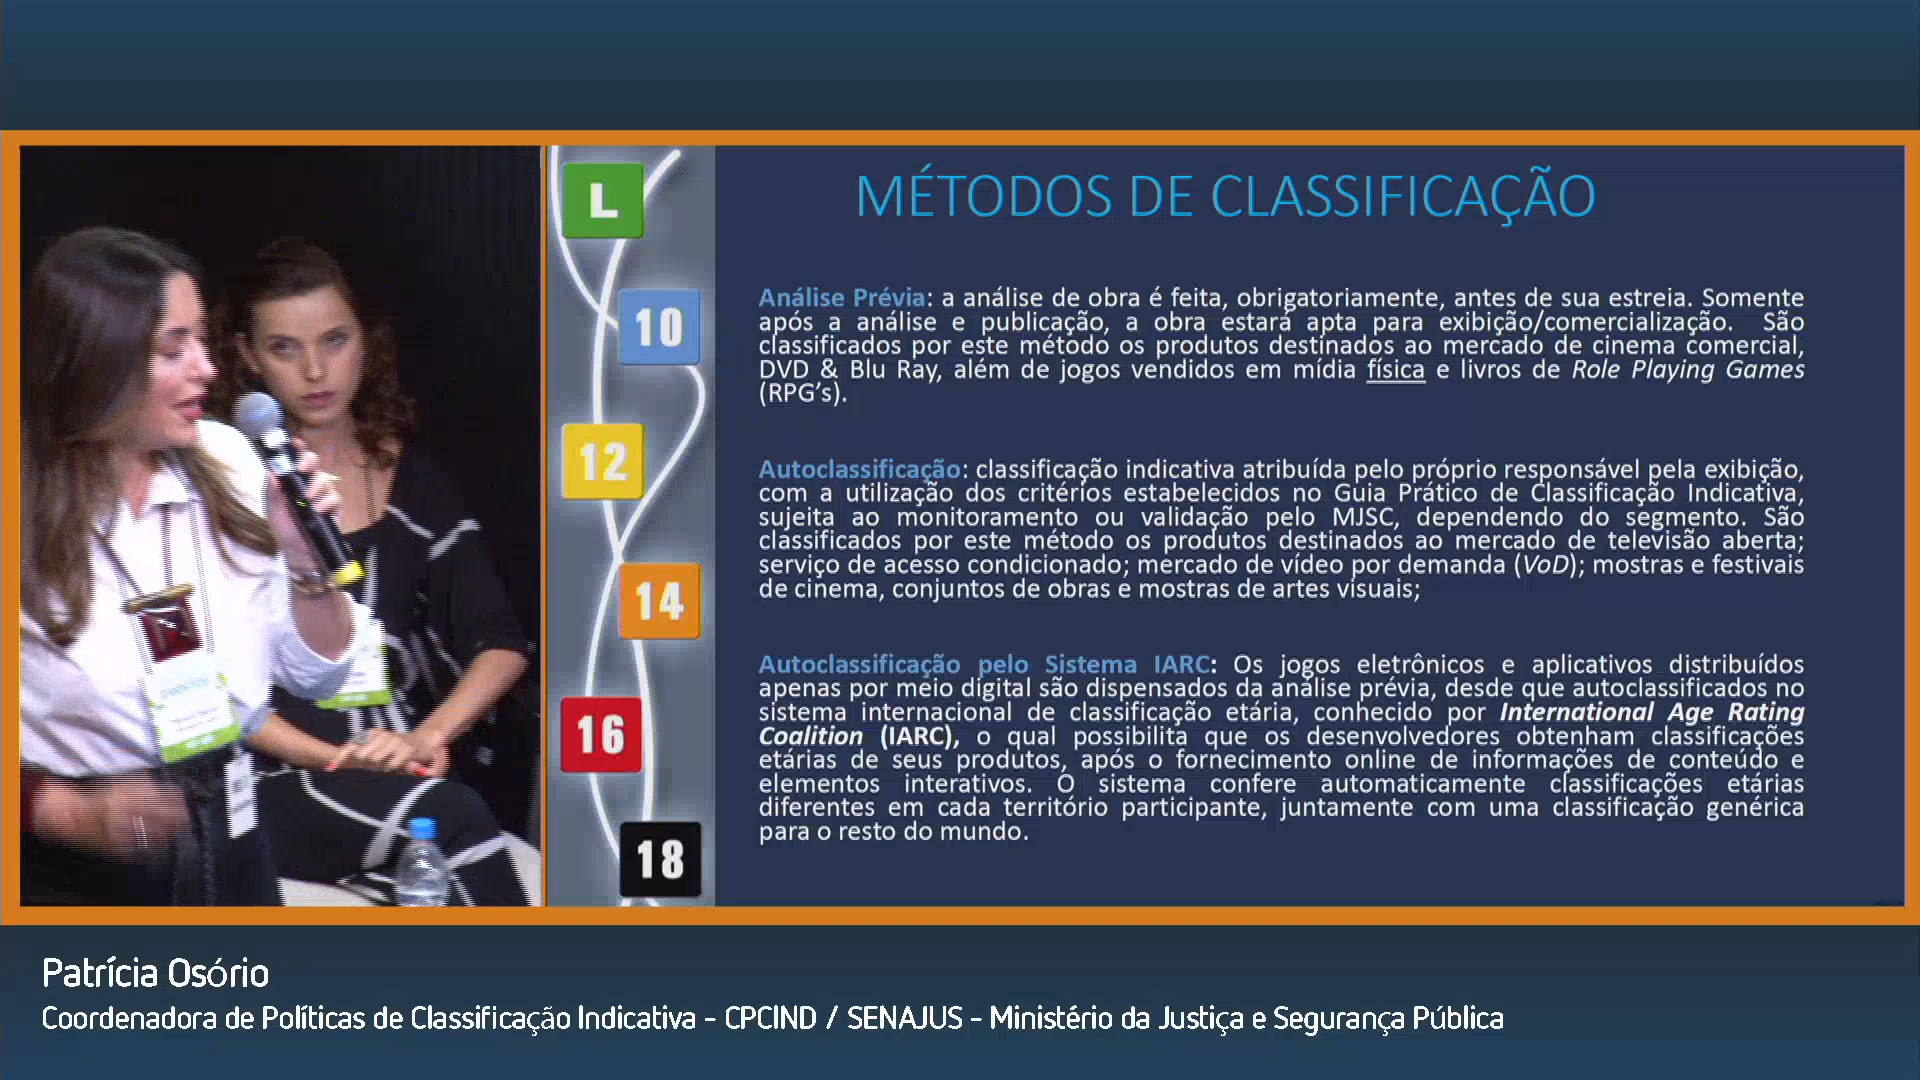 L
10
12
14
16
18
MÉTODOS DE CLASSIFICAÇÃO
Análise Prévia: a análise de obra é feita, obrigatoriamente, antes de sua estreia. Somente
após a análise e publicação, a obra estará apta para exibição/comercialização. São
classificados por este método os produtos destinados ao mercado de cinema comercial,
DVD & Blu Ray, além de jogos vendidos em mídia física e livros de Role Playing Games
(RPG’s).
Autoclassificação: classificação indicativa atribuída pelo próprio responsável pela exibição,
com a utilização dos critérios estabelecidos no Guia Prático de Classificação Indicativa,
sujeita ao monitoramento ou validação pelo MJSC, dependendo do segmento. São
classificados por este método os produtos destinados ao mercado de televisão aberta;
serviço de acesso condicionado; mercado de vídeo por demanda (VoD); mostras e festivais
de cinema, conjuntos de obras e mostras de artes visuais;
Autoclassificação pelo Sistema IARC: Os jogos eletrônicos e aplicativos distribuídos
apenas por meio digital são dispensados da análise prévia, desde que autoclassificados no
sistema internacional de classificação etária, conhecido por International Age Rating
Coalition (IARC), o qual possibilita que os desenvolvedores obtenham classificações
etárias de seus produtos, após o fornecimento online de informações de conteúdo e
elementos interativos. O sistema confere automaticamente classificações etárias
diferentes em cada território participante, juntamente com uma classificação genérica
para o resto do mundo.
Patrícia Osório
Coordenadora de Políticas de Classificação Indicativa - CPCIND / SENAJUS - Ministério da Justiça e Segurança Pública